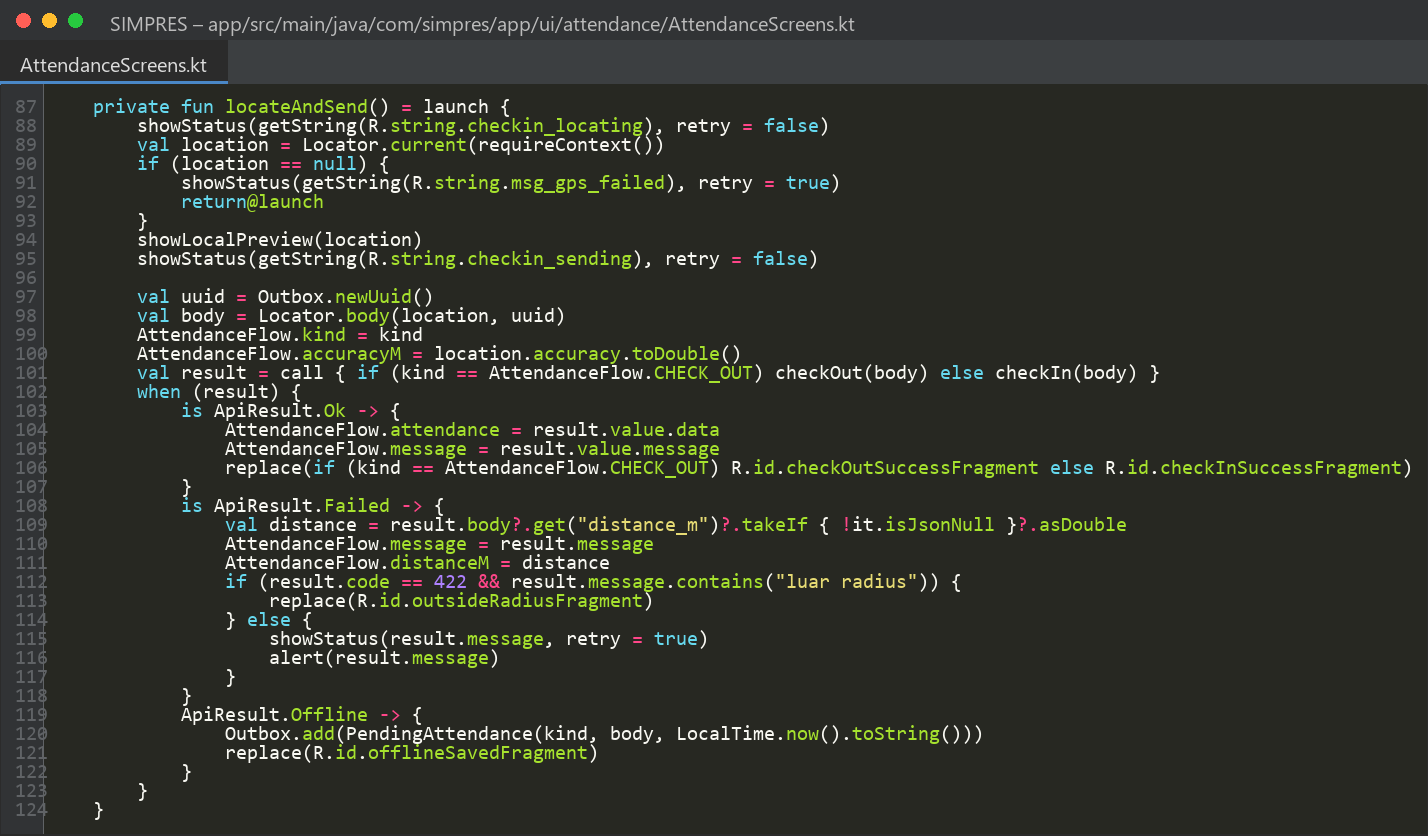 SIMPRES – app/src/main/java/com/simpres/app/ui/attendance/AttendanceScreens.kt
AttendanceScreens.kt
87    private fun locateAndSend() = launch {
88        showStatus(getString(R.string.checkin_locating), retry = false)
89        val location = Locator.current(requireContext())
90        if (location == null) {
91            showStatus(getString(R.string.msg_gps_failed), retry = true)
92            return@launch
93        }
94        showLocalPreview(location)
95        showStatus(getString(R.string.checkin_sending), retry = false)
96
97        val uuid = Outbox.newUuid()
98        val body = Locator.body(location, uuid)
99        AttendanceFlow.kind = kind
100        AttendanceFlow.accuracyM = location.accuracy.toDouble()
101        val result = call { if (kind == AttendanceFlow.CHECK_OUT) checkOut(body) else checkIn(body) }
102        when (result) {
103            is ApiResult.Ok -> {
104                AttendanceFlow.attendance = result.value.data
105                AttendanceFlow.message = result.value.message
106                replace(if (kind == AttendanceFlow.CHECK_OUT) R.id.checkOutSuccessFragment else R.id.checkInSuccessFragment)
107            }
108            is ApiResult.Failed -> {
109                val distance = result.body?.get("distance_m")?.takeIf { !it.isJsonNull }?.asDouble
110                AttendanceFlow.message = result.message
111                AttendanceFlow.distanceM = distance
112                if (result.code == 422 && result.message.contains("luar radius")) {
113                    replace(R.id.outsideRadiusFragment)
114                } else {
115                    showStatus(result.message, retry = true)
116                    alert(result.message)
117                }
118            }
119            ApiResult.Offline -> {
120                Outbox.add(PendingAttendance(kind, body, LocalTime.now().toString()))
121                replace(R.id.offlineSavedFragment)
122            }
123        }
124    }